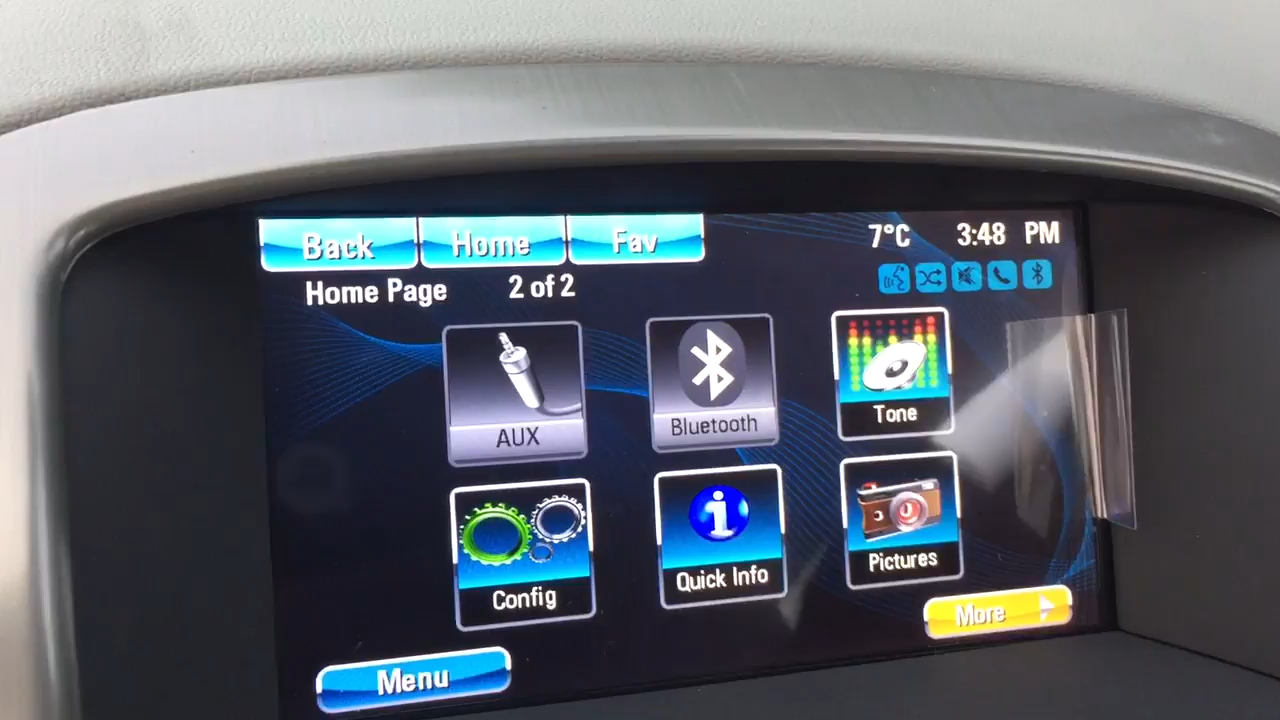 Back Home Fav 7°C 3:48 PM
Home Page 2 of 2
AUX Bluetooth Tone
Config Quick Info Pictures
More
Menu